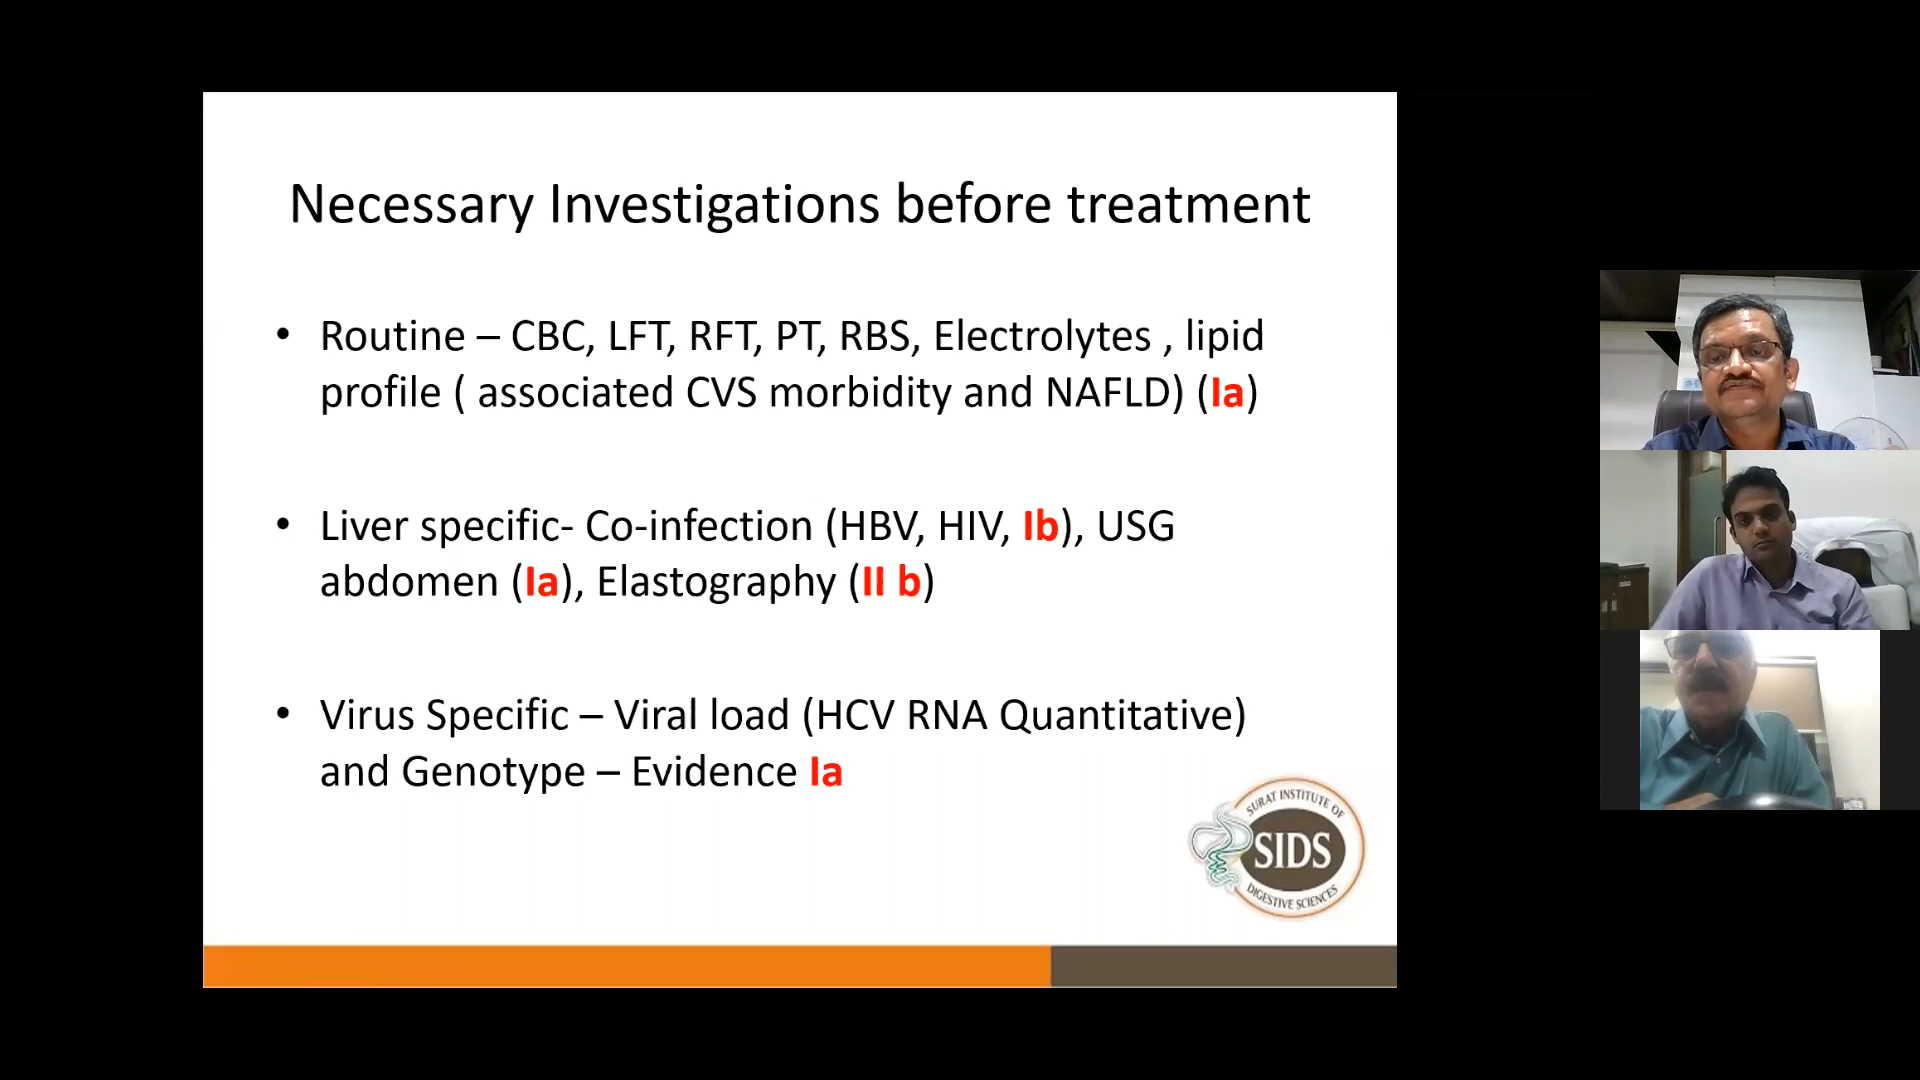 Necessary Investigations before treatment
• Routine – CBC, LFT, RFT, PT, RBS, Electrolytes , lipid
profile ( associated CVS morbidity and NAFLD) (Ia)
• Liver specific- Co-infection (HBV, HIV, Ib), USG
abdomen (Ia), Elastography (II b)
• Virus Specific – Viral load (HCV RNA Quantitative)
and Genotype – Evidence Ia
SURAT INSTITUTE OF
SIDS
DIGESTIVE SCIENCES